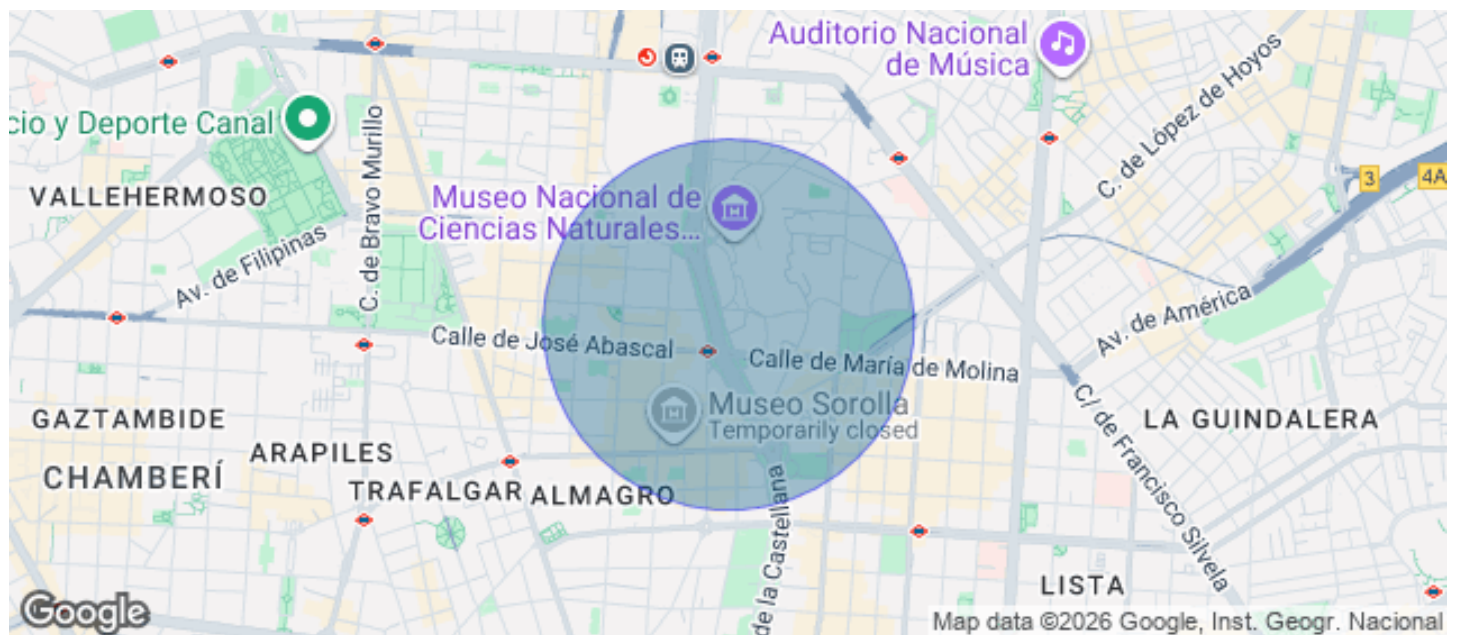 Auditorio Nacional
de Música
cio y Deporte Canal
C. de López de Hoyos
C. de Bravo Murillo
3
4A
VALLEHERMOSO
Museo Nacional de
Ciencias Naturales...
Av. de Filipinas
Av. de América
Calle de José Abascal
Calle de María de Molina
Museo Sorolla
Temporarily closed
GAZTAMBIDE
ARAPILES
CHAMBERÍ
TRAFALGAR
ALMAGRO
LA GUINDALERA
C/ de Francisco Silvela
de la Castellana
LISTA
Google
Map data ©2026 Google, Inst. Geogr. Nacional